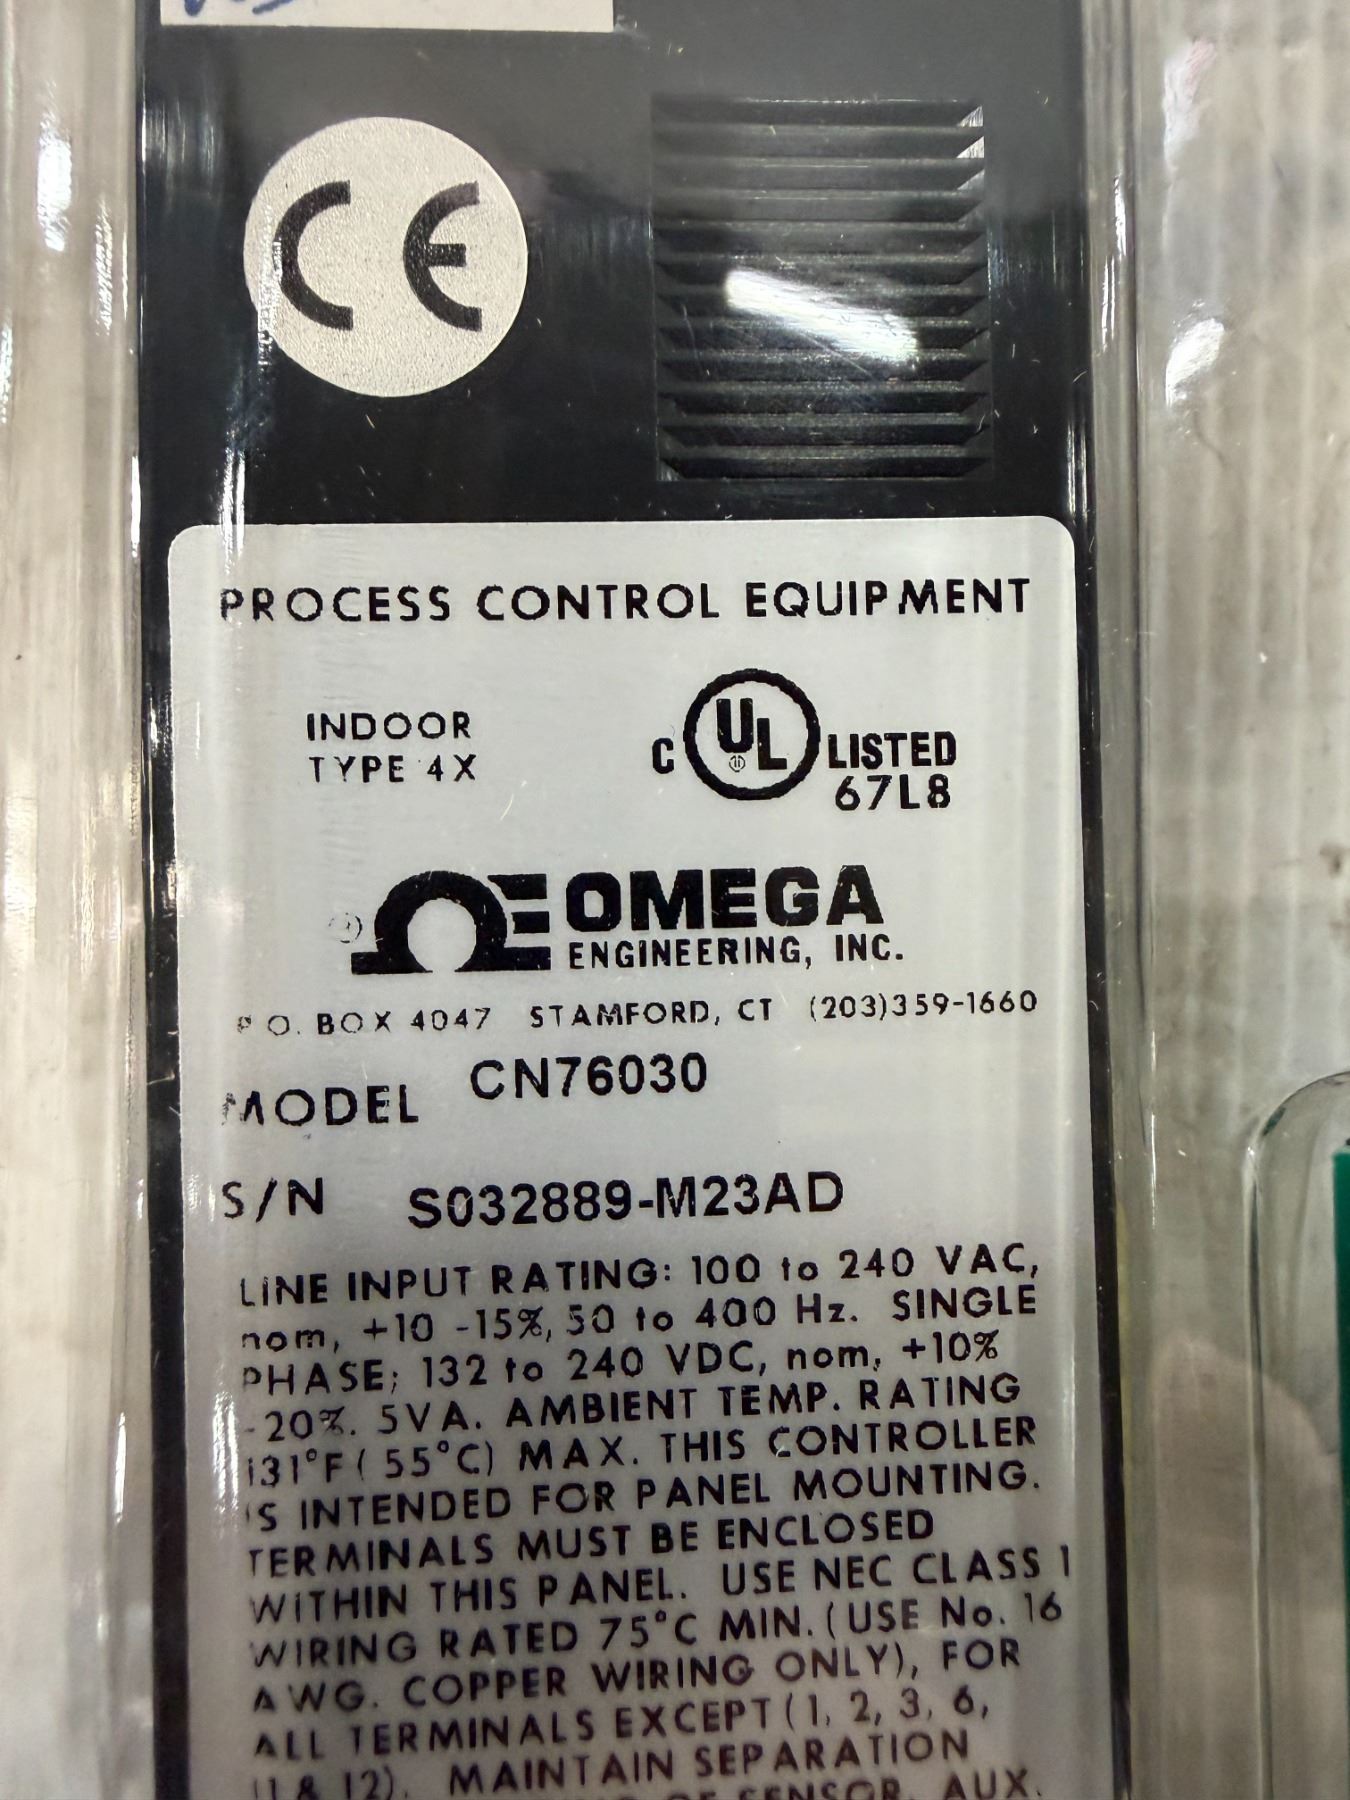 CE
PROCESS CONTROL EQUIPMENT
INDOOR
TYPE 4X
C UL LISTED
67L8
OMEGA
ENGINEERING, INC.
P.O. BOX 4047 STAMFORD, CT (203)359-1660
MODEL CN76030
S/N S032889-M23AD
LINE INPUT RATING: 100 to 240 VAC,
nom, +10 -15%, 50 to 400 Hz. SINGLE
PHASE; 132 to 240 VDC, nom, +10%
-20%. 5VA. AMBIENT TEMP. RATING
131°F (55°C) MAX. THIS CONTROLLER
IS INTENDED FOR PANEL MOUNTING.
TERMINALS MUST BE ENCLOSED
WITHIN THIS PANEL. USE NEC CLASS 1
WIRING RATED 75°C MIN. (USE No. 16
AWG. COPPER WIRING ONLY), FOR
ALL TERMINALS EXCEPT (1, 2, 3, 6,
11 & 12). MAINTAIN SEPARATION
OF SENSOR, AUX.